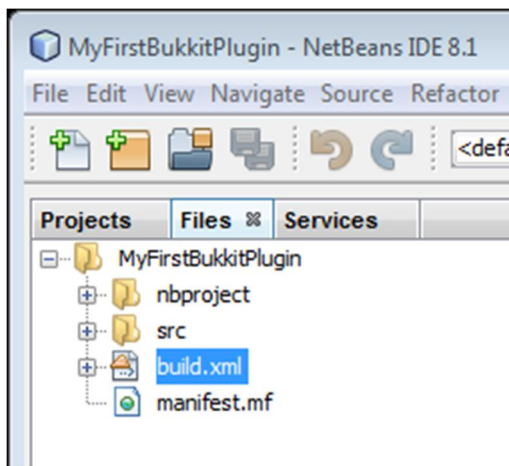 MyFirstBukkitPlugin - NetBeans IDE 8.1
File Edit View Navigate Source Refactor
<defa
Projects Files Services
MyFirstBukkitPlugin
nbproject
src
build.xml
manifest.mf